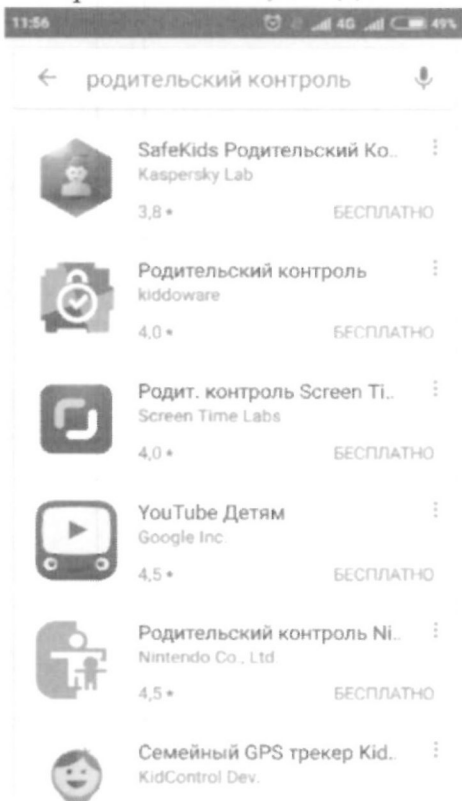 11:56 4G 49%
родительский контроль
SafeKids Родительский Ко..
Kaspersky Lab
3,8 БЕСПЛАТНО
Родительский контроль
kiddoware
4,0 БЕСПЛАТНО
Родит. контроль Screen Ti..
Screen Time Labs
4,0 БЕСПЛАТНО
YouTube Детям
Google Inc.
4,5 БЕСПЛАТНО
Родительский контроль Ni..
Nintendo Co., Ltd.
4,5 БЕСПЛАТНО
Семейный GPS трекер Kid..
KidControl Dev.